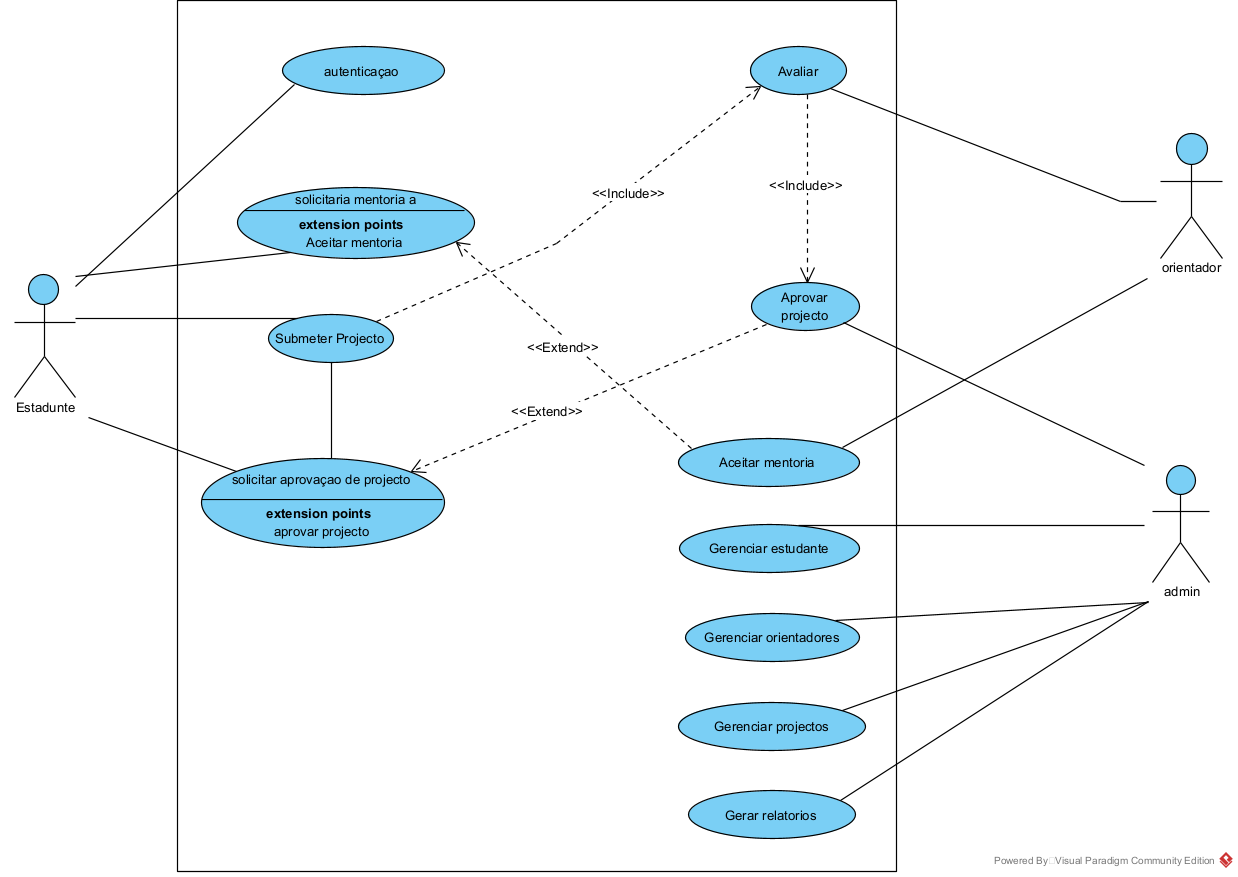 autenticaçao
Avaliar
solicitaria mentoria a
extension points
Aceitar mentoria
<<Include>>
<<Include>>
orientador
Aprovar
projecto
Submeter Projecto
<<Extend>>
Estadunte
<<Extend>>
Aceitar mentoria
solicitar aprovaçao de projecto
extension points
aprovar projecto
Gerenciar estudante
admin
Gerenciar orientadores
Gerenciar projectos
Gerar relatorios
Powered By Visual Paradigm Community Edition